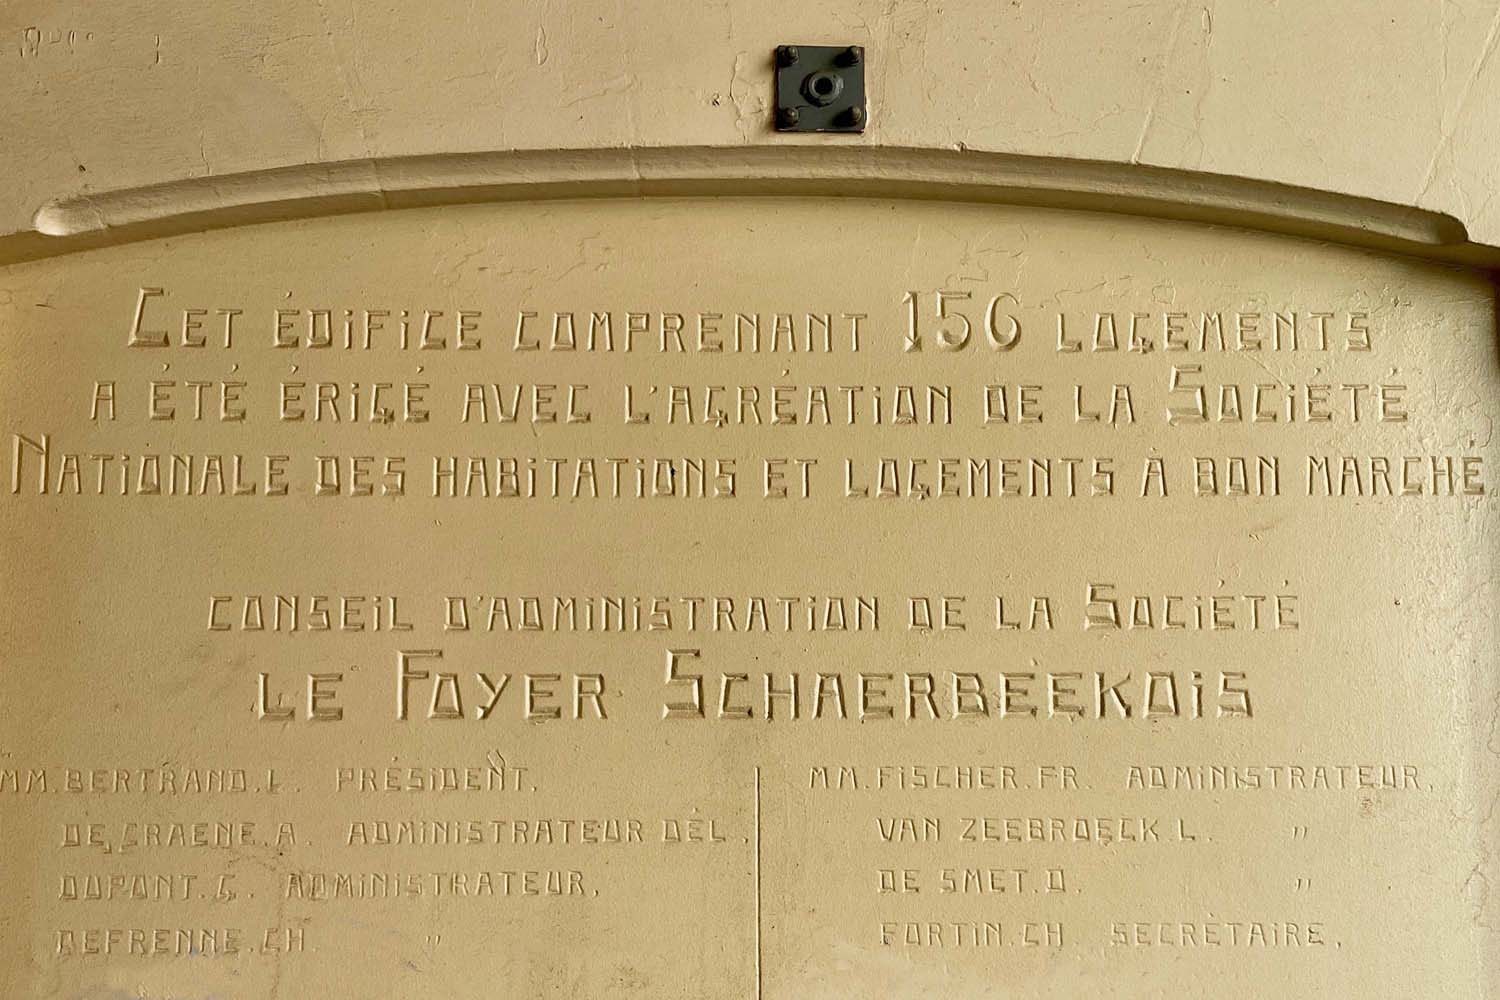 Cet édifice comprenant 156 logements
a été érigé avec l'agréation de la Société
Nationale des habitations et logements à bon marché
conseil d'administration de la Société
le Foyer Schaerbeekois
MM. BERTRAND. L. PRÉSIDENT.
DE GRAENE. A. ADMINISTRATEUR DÉL.,
DUPONT. G. ADMINISTRATEUR,
DEFRENNE. CH. "
MM. FISCHER. FR. ADMINISTRATEUR,
VAN ZEEBROECK. L. "
DE SMET. D. "
FORTIN. CH. SECRÉTAIRE,